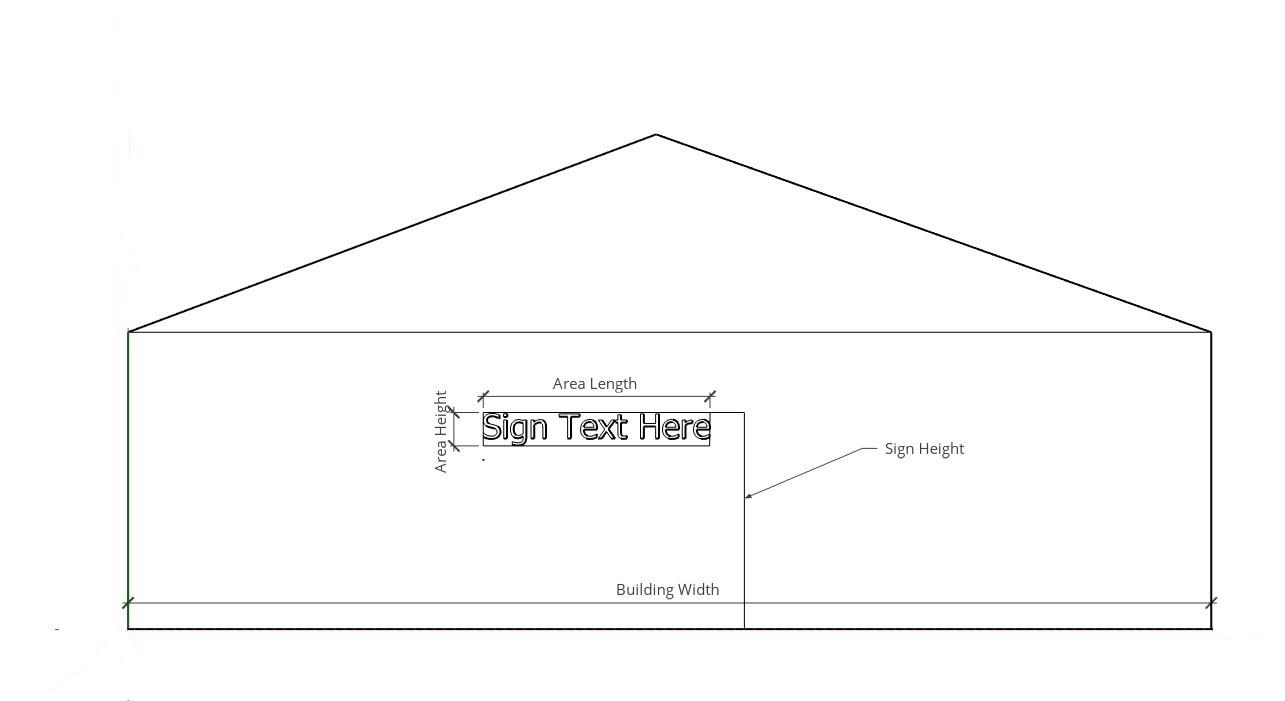 Area Length
Area Height
Sign Text Here
Sign Height
Building Width